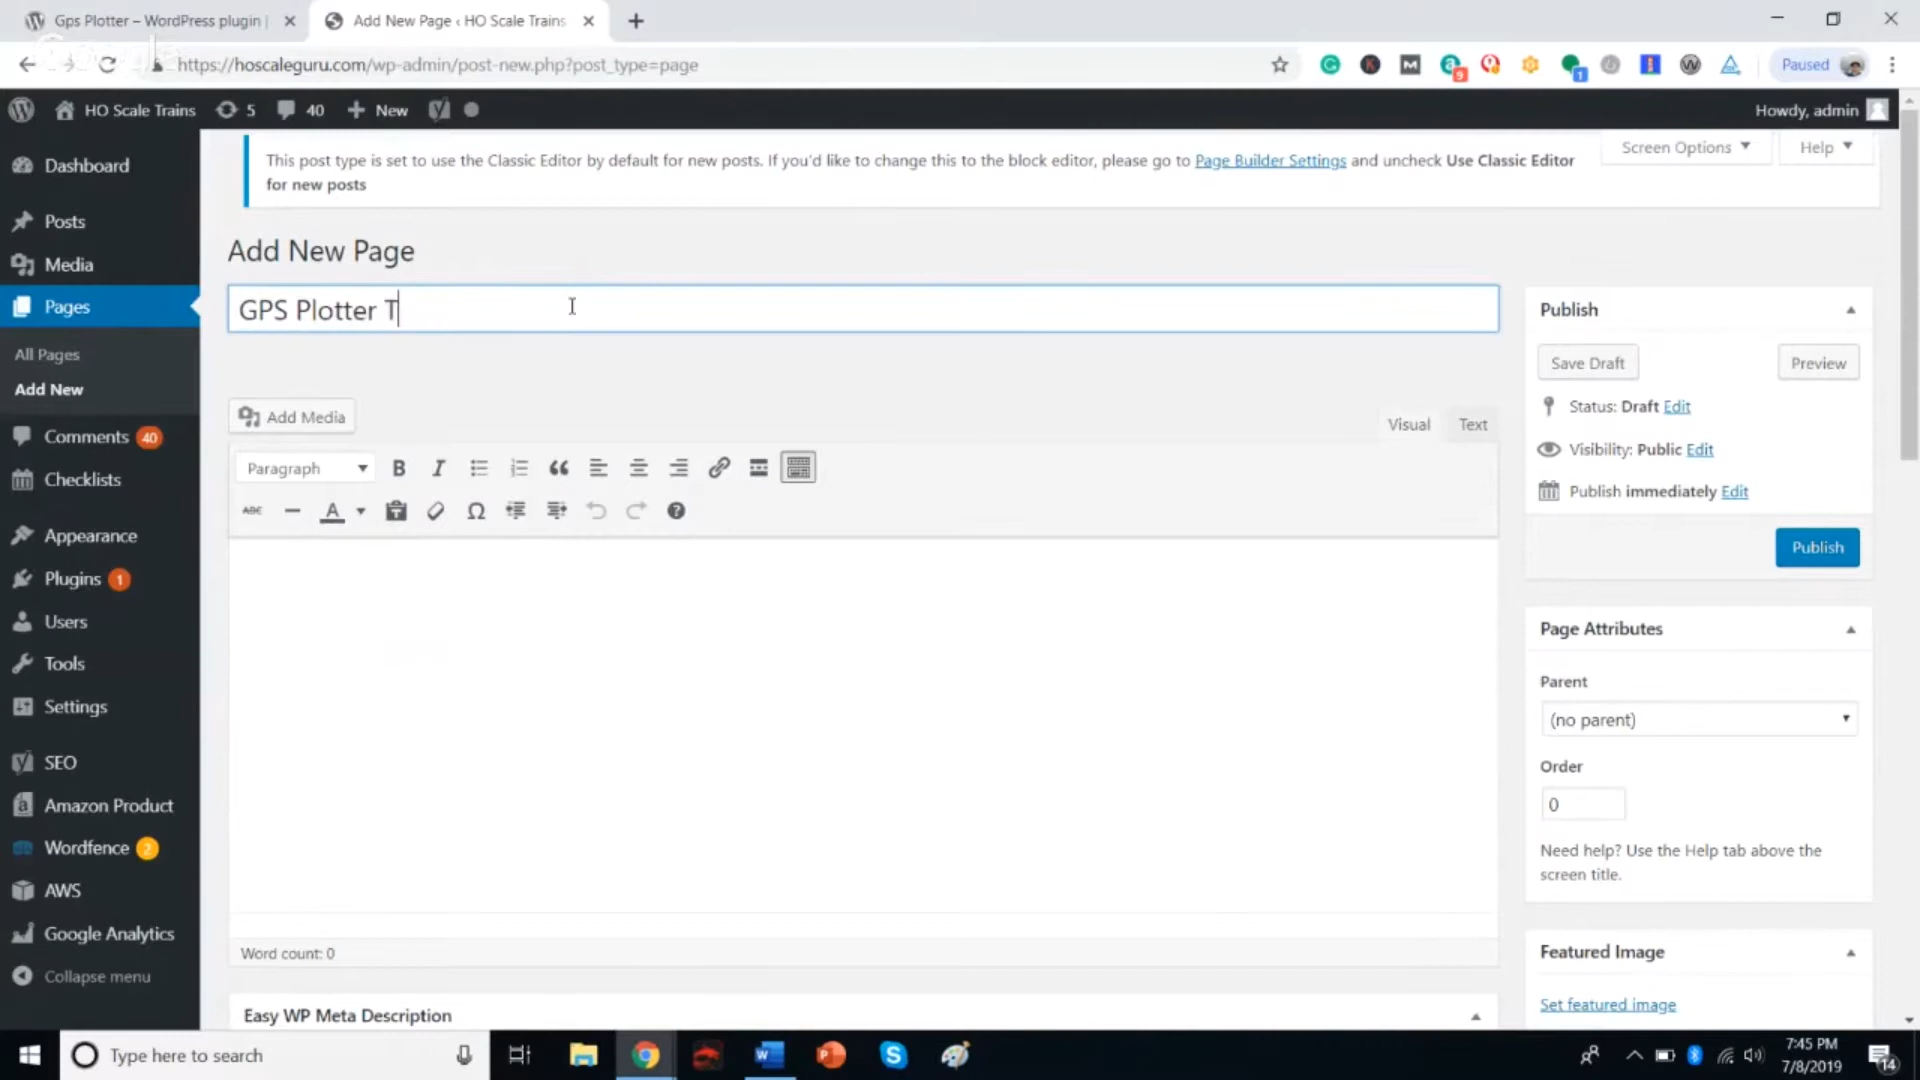 Gps Plotter – WordPress plugin |
Add New Page ‹ HO Scale Trains
https://hoscaleguru.com/wp-admin/post-new.php?post_type=page
9
1
Paused
HO Scale Trains
5
40
New
Howdy, admin
Dashboard
Posts
Media
Pages
All Pages
Add New
Comments 40
Checklists
Appearance
Plugins 1
Users
Tools
Settings
SEO
Amazon Product
Wordfence 2
AWS
Google Analytics
Collapse menu
This post type is set to use the Classic Editor by default for new posts. If you'd like to change this to the block editor, please go to Page Builder Settings and uncheck Use Classic Editor
for new posts
Screen Options
Help
Add New Page
GPS Plotter T
Add Media
Visual
Text
Paragraph
B
I
ABC
A
Ω
Word count: 0
Easy WP Meta Description
Publish
Save Draft
Preview
Status: Draft Edit
Visibility: Public Edit
Publish immediately Edit
Publish
Page Attributes
Parent
(no parent)
Order
0
Need help? Use the Help tab above the
screen title.
Featured Image
Set featured image
Type here to search
7:45 PM
7/8/2019
14